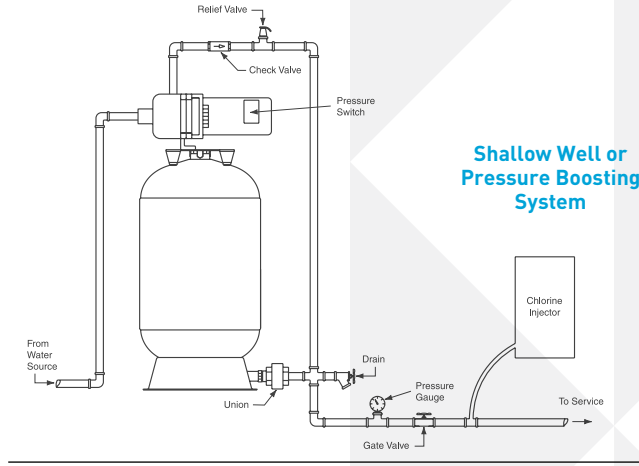 Relief Valve
Check Valve
Pressure
Switch
Shallow Well or
Pressure Boosting
System
Chlorine
Injector
From
Water
Source
Drain
Pressure
Gauge
To Service
Union
Gate Valve